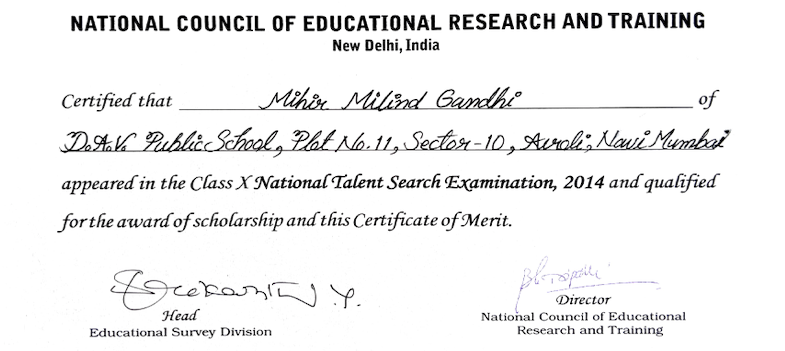 NATIONAL COUNCIL OF EDUCATIONAL RESEARCH AND TRAINING
New Delhi, India
Certified that Mihir Milind Gandhi of
D.A.V. Public School, Plot No. 11, Sector-10, Airoli, Navi Mumbai
appeared in the Class X National Talent Search Examination, 2014 and qualified
for the award of scholarship and this Certificate of Merit.
Head
Educational Survey Division
Director
National Council of Educational
Research and Training